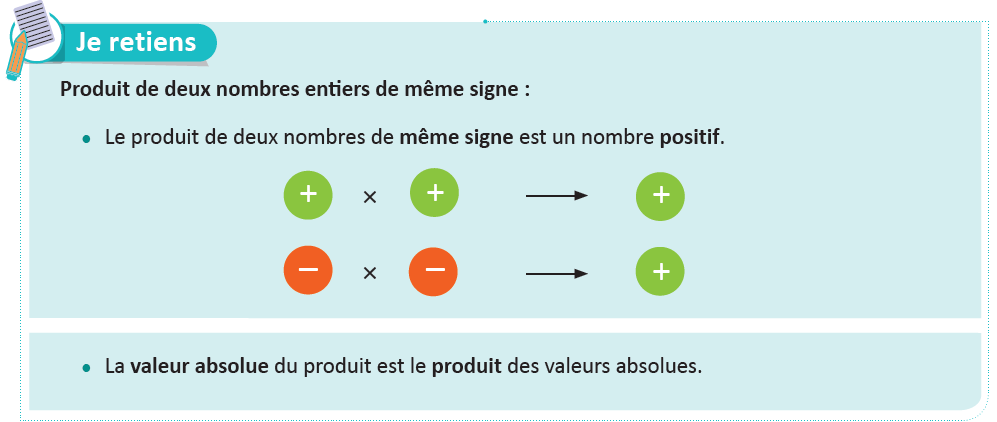 Je retiens
Produit de deux nombres entiers de même signe :
• Le produit de deux nombres de même signe est un nombre positif.
+ × + ⟶ +
− × − ⟶ +
• La valeur absolue du produit est le produit des valeurs absolues.